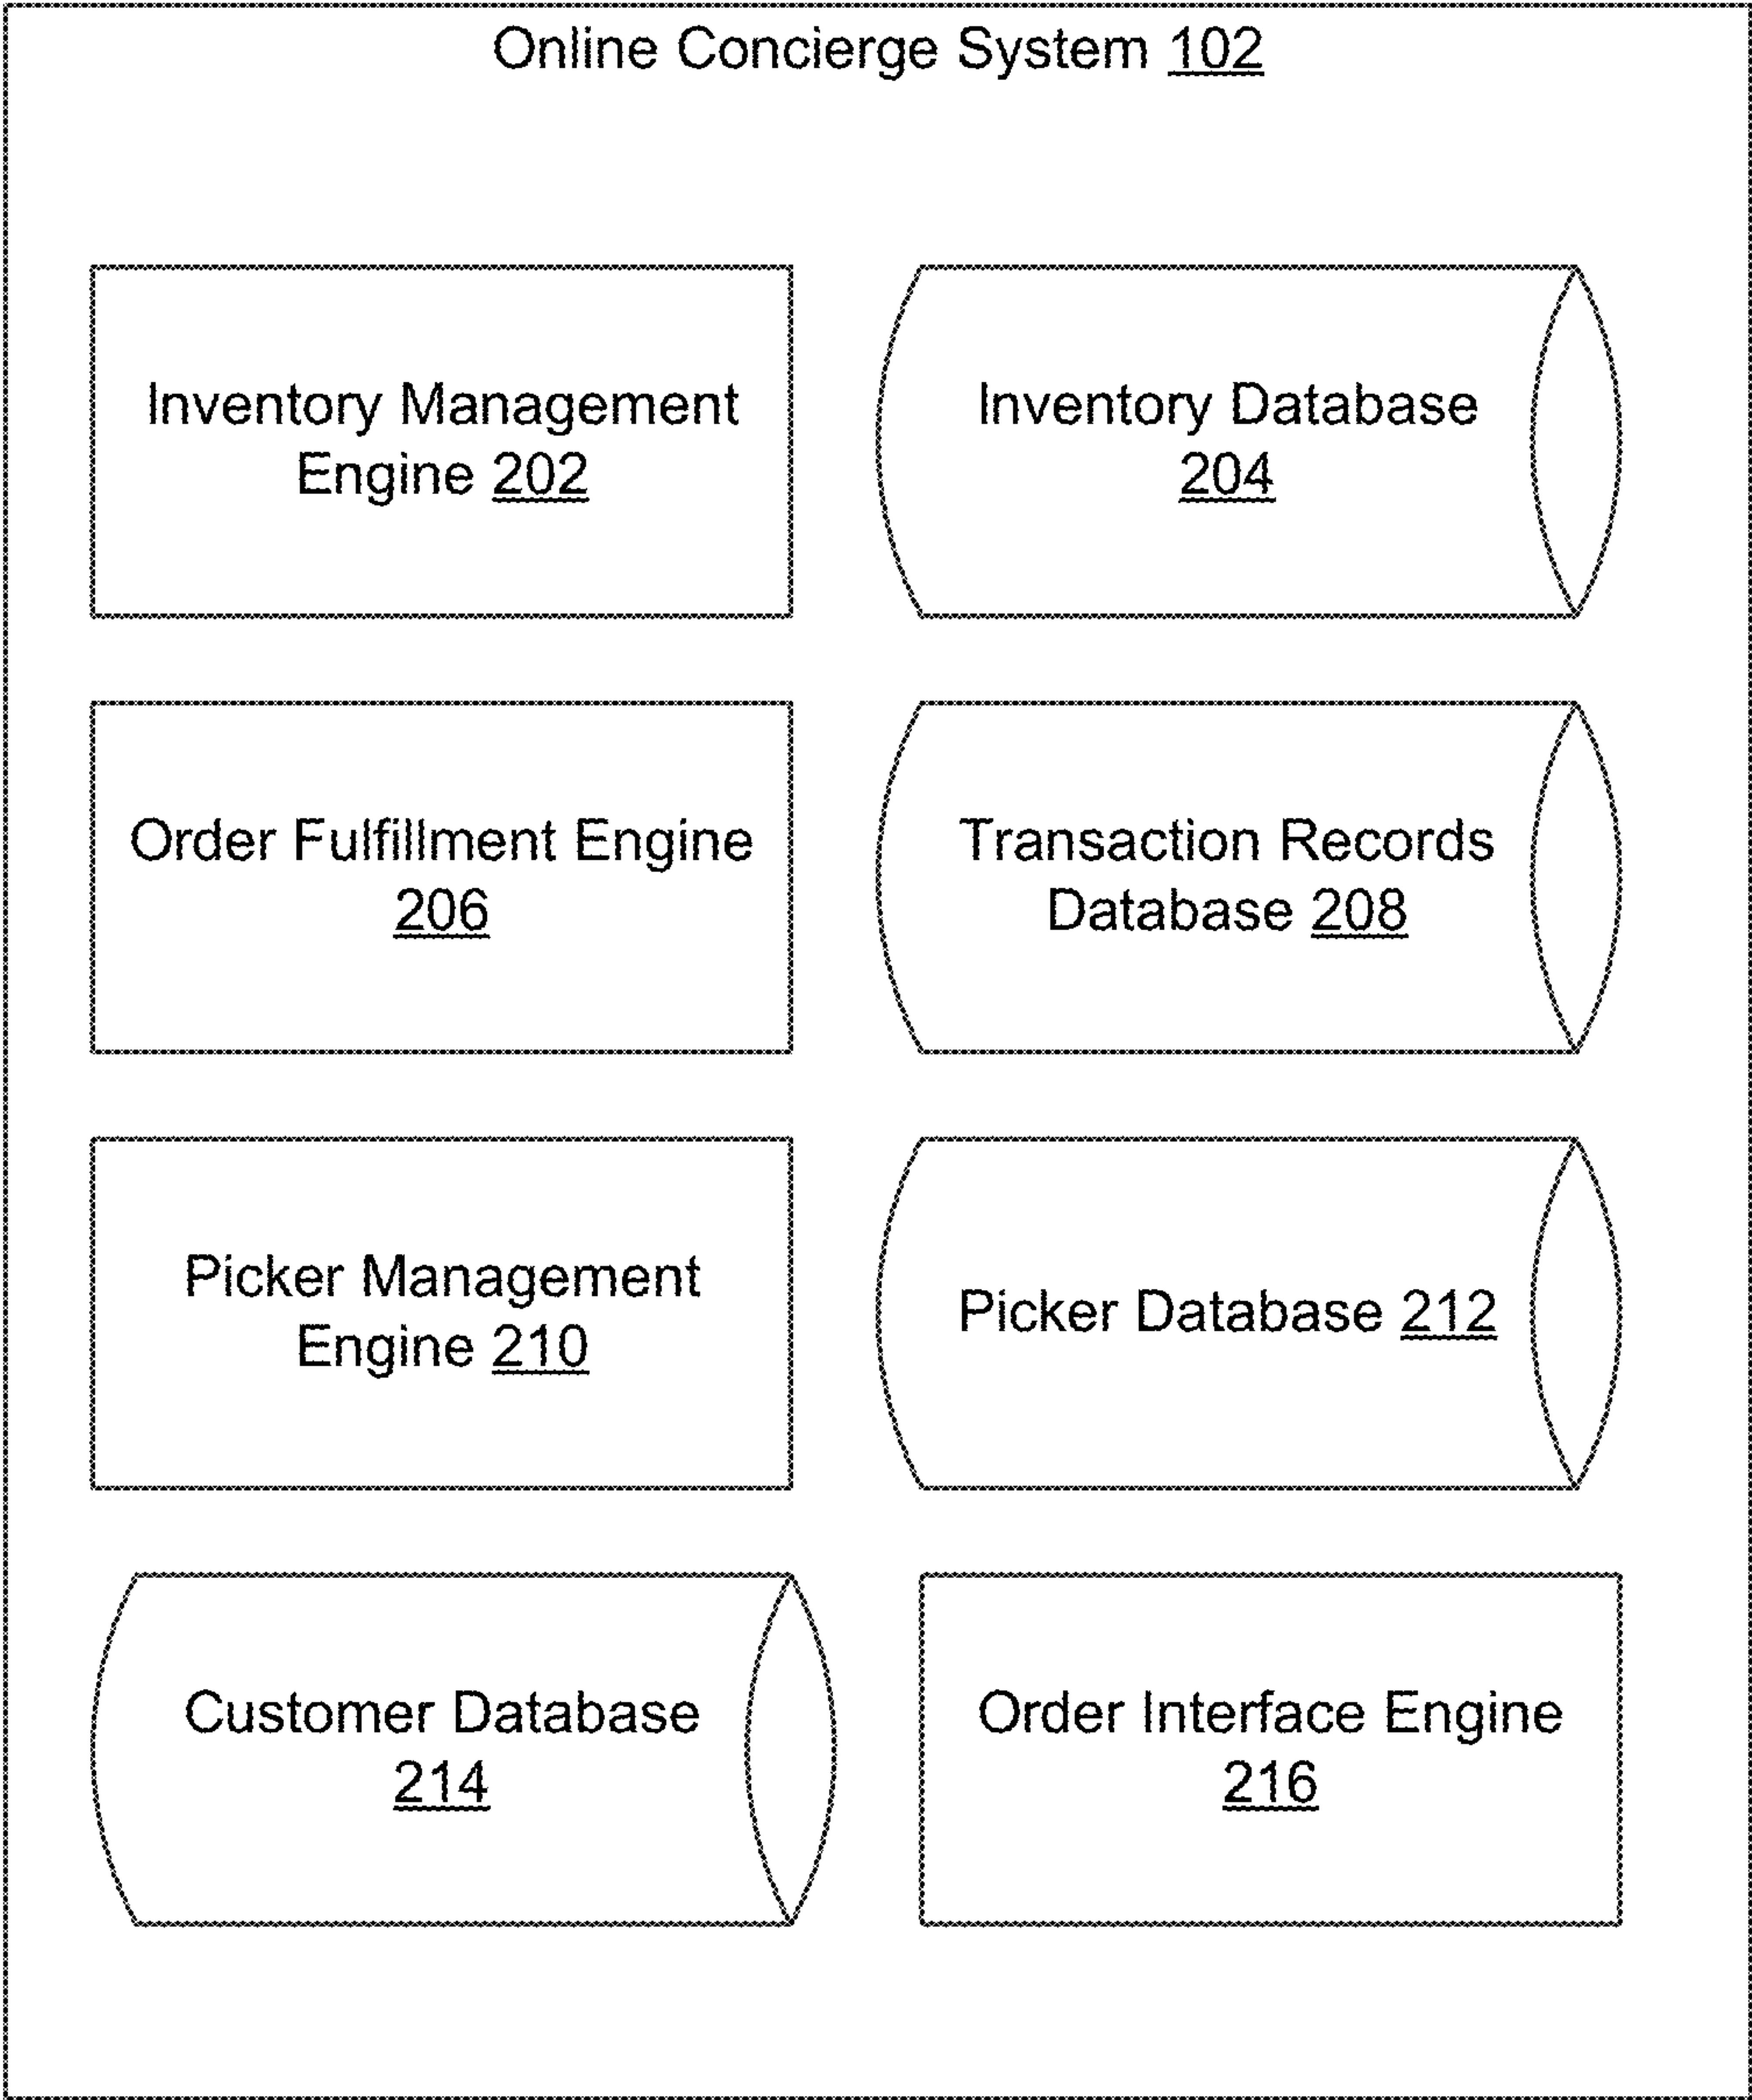 Online Concierge System 102
Inventory Management
Engine 202
Inventory Database
204
Order Fulfillment Engine
206
Transaction Records
Database 208
Picker Management
Engine 210
Picker Database 212
Customer Database
214
Order Interface Engine
216